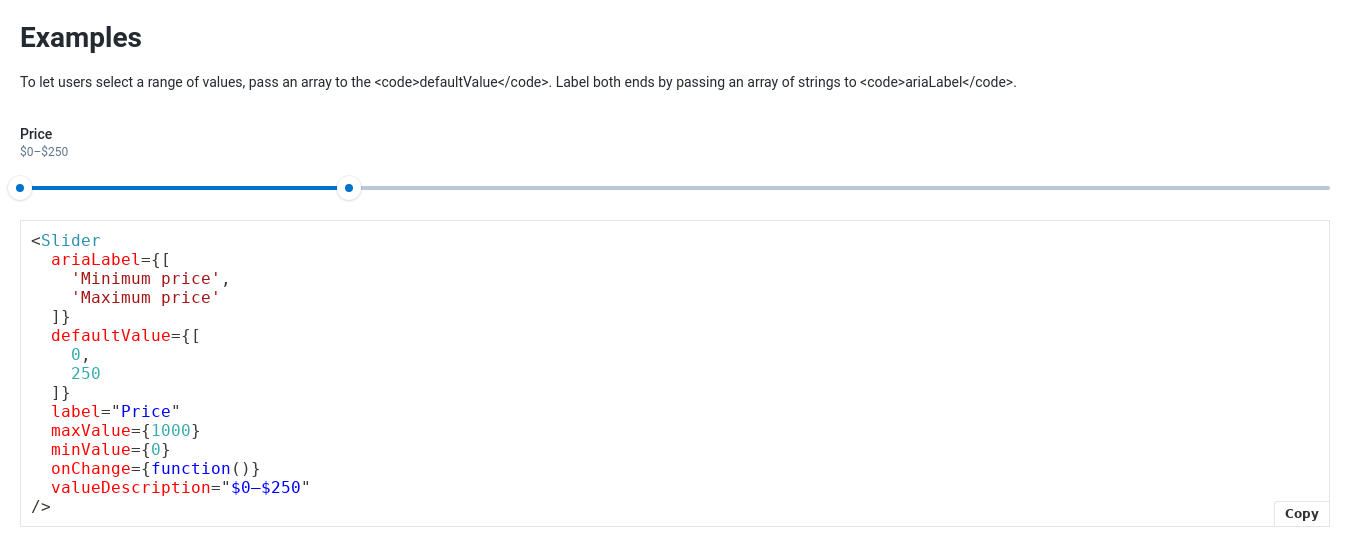 Examples
To let users select a range of values, pass an array to the <code>defaultValue</code>. Label both ends by passing an array of strings to <code>ariaLabel</code>.
Price
$0–$250
<Slider
  ariaLabel={[
    'Minimum price',
    'Maximum price'
  ]}
  defaultValue={[
    0,
    250
  ]}
  label="Price"
  maxValue={1000}
  minValue={0}
  onChange={function()}
  valueDescription="$0–$250"
/>
Copy